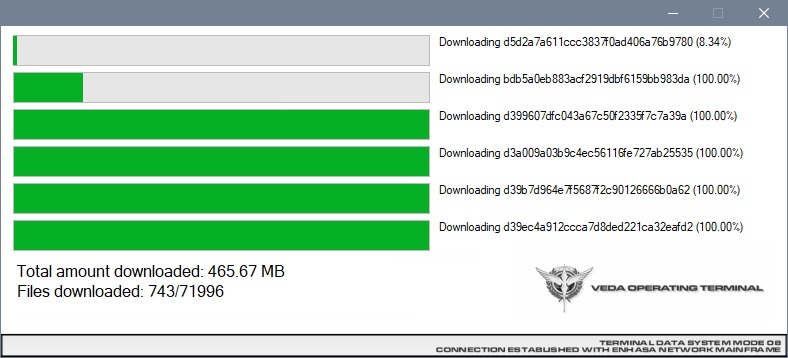 Downloading d5d2a7a611ccc3837f0ad406a76b9780 (8.34%)
Downloading bdb5a0eb883acf2919dbf6159bb983da (100.00%)
Downloading d399607dfc043a67c50f2335f7c7a39a (100.00%)
Downloading d3a009a03b9c4ec56116fe727ab25535 (100.00%)
Downloading d39b7d964e7f5687f2c90126666b0a62 (100.00%)
Downloading d39ec4a912ccca7d8ded221ca32eafd2 (100.00%)
Total amount downloaded: 465.67 MB
Files downloaded: 743/71996
VEDA OPERATING TERMINAL
TERMINAL DATA SYSTEM MODE 08
CONNECTION ESTABLISHED WITH ENHASA NETWORK MAINFRAME